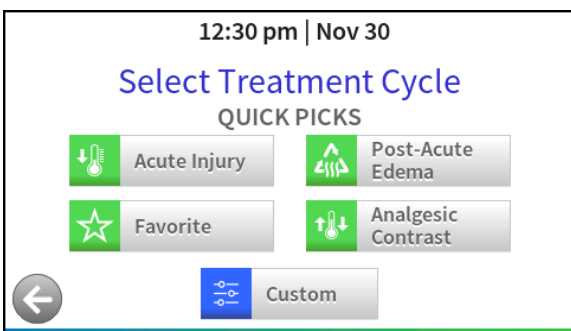 12:30 pm | Nov 30
Select Treatment Cycle
QUICK PICKS
Acute Injury
Post-Acute
Edema
Favorite
Analgesic
Contrast
Custom